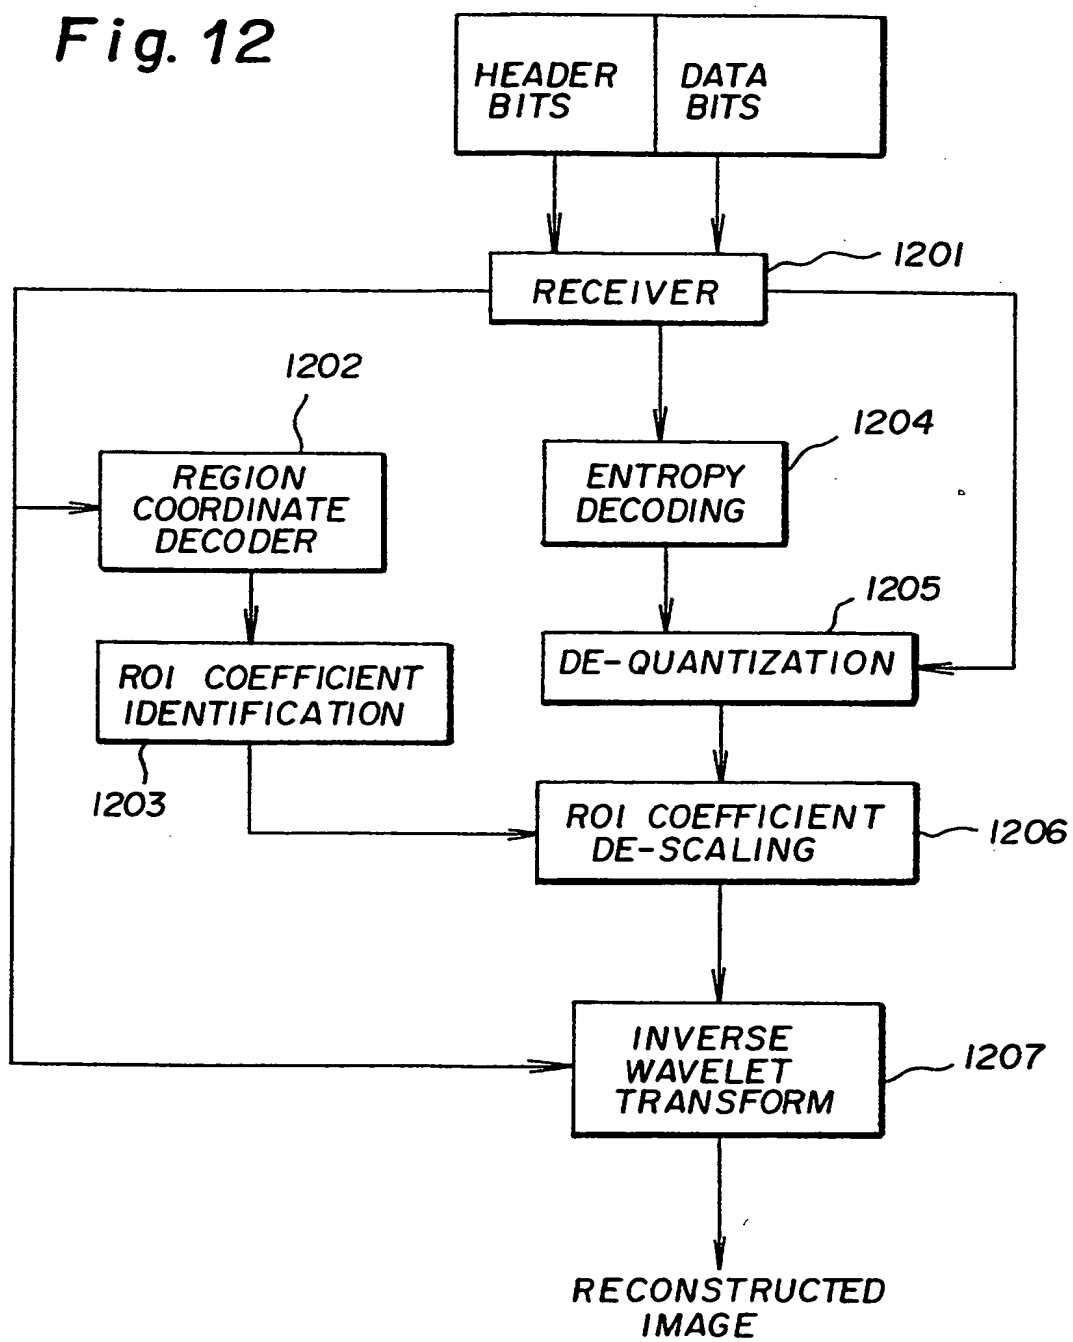 Fig. 12
HEADER
BITS
DATA
BITS
1201
RECEIVER
1202
1204
REGION
COORDINATE
DECODER
ENTROPY
DECODING
1205
DE-QUANTIZATION
ROI COEFFICIENT
IDENTIFICATION
1203
ROI COEFFICIENT
DE-SCALING
1206
INVERSE
WAVELET
TRANSFORM
1207
RECONSTRUCTED
IMAGE